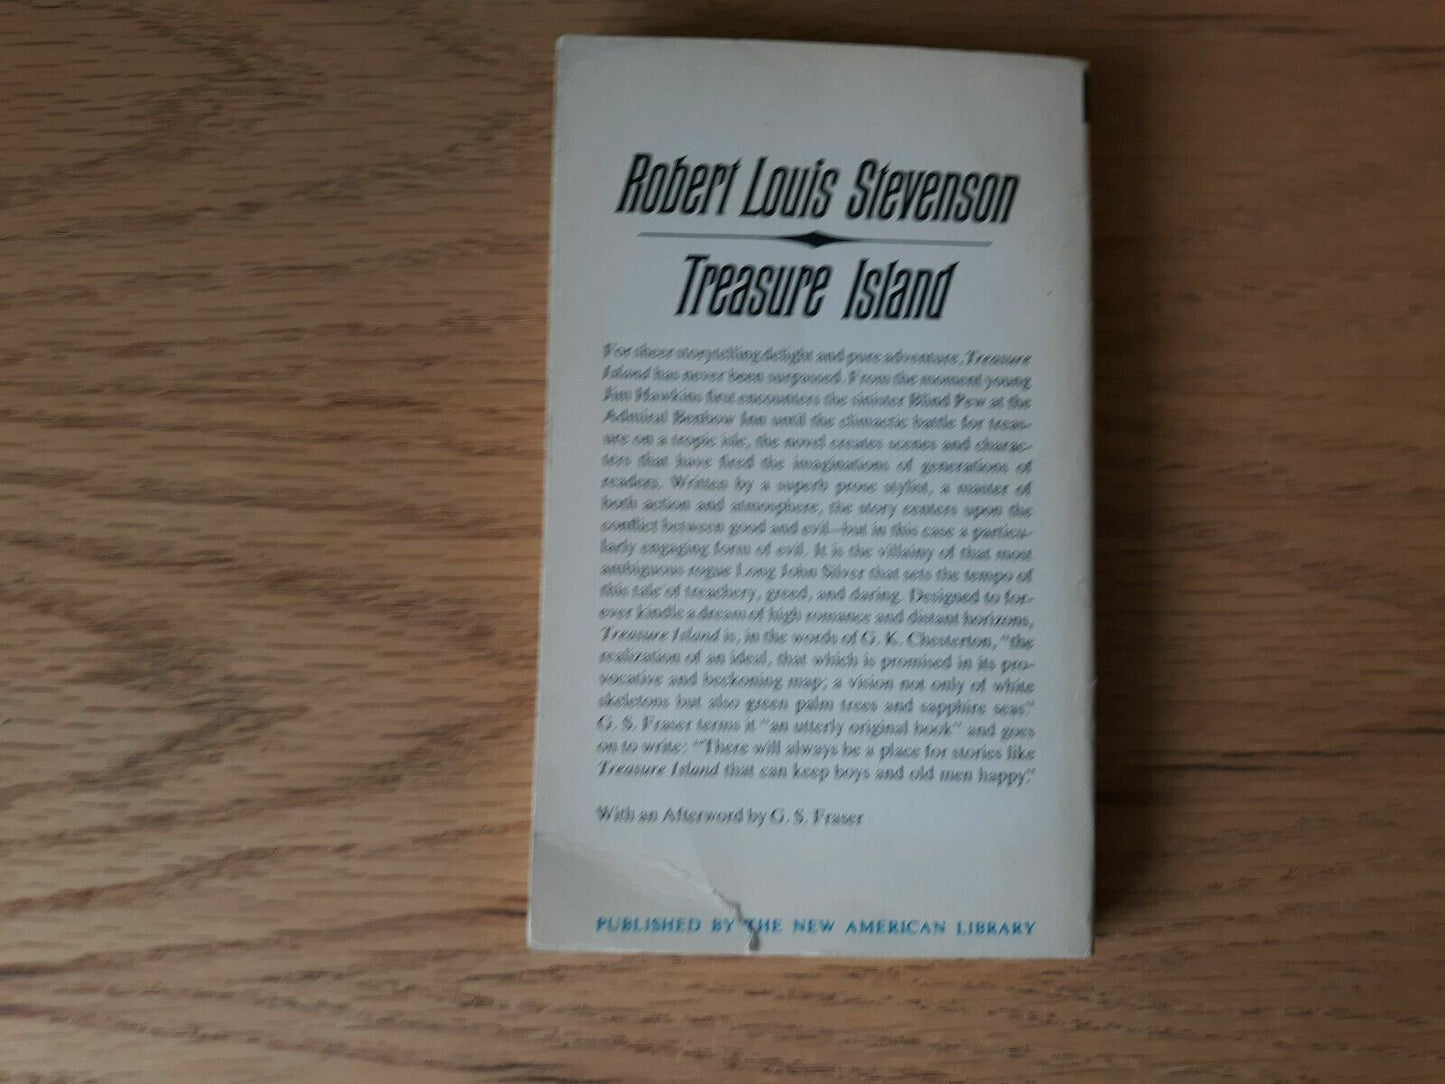 Robert Louis Stevenson
Treasure Island
For sheer storytelling delight and pure adventure, Treasure
Island has never been surpassed. From the moment young
Jim Hawkins first encounters the sinister Blind Pew at the
Admiral Benbow Inn until the climactic battle for treas-
ure on a tropic isle, the novel creates scenes and charac-
ters that have fired the imaginations of generations of
readers. Written by a superb prose stylist, a master of
both action and atmosphere, the story centers upon the
conflict between good and evil—but in this case a particu-
larly engaging form of evil. It is the villainy of that most
ambiguous rogue Long John Silver that sets the tempo of
this tale of treachery, greed, and daring. Designed to for-
ever kindle a dream of high romance and distant horizons,
Treasure Island is, in the words of G. K. Chesterton, "the
realization of an ideal, that which is promised in its pro-
vocative and beckoning map; a vision not only of white
skeletons but also green palm trees and sapphire seas."
G. S. Fraser terms it "an utterly original book" and goes
on to write: "There will always be a place for stories like
Treasure Island that can keep boys and old men happy."
With an Afterword by G. S. Fraser
PUBLISHED BY THE NEW AMERICAN LIBRARY